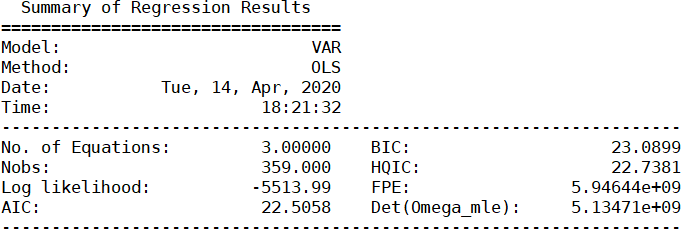 Summary of Regression Results
==================================
Model:                         VAR
Method:                        OLS
Date:           Tue, 14, Apr, 2020
Time:                     18:21:32
--------------------------------------------------------------------
No. of Equations:         3.00000    BIC:                    23.0899
Nobs:                     359.000    HQIC:                   22.7381
Log likelihood:          -5513.99    FPE:                5.94644e+09
AIC:                      22.5058    Det(Omega_mle):     5.13471e+09
--------------------------------------------------------------------